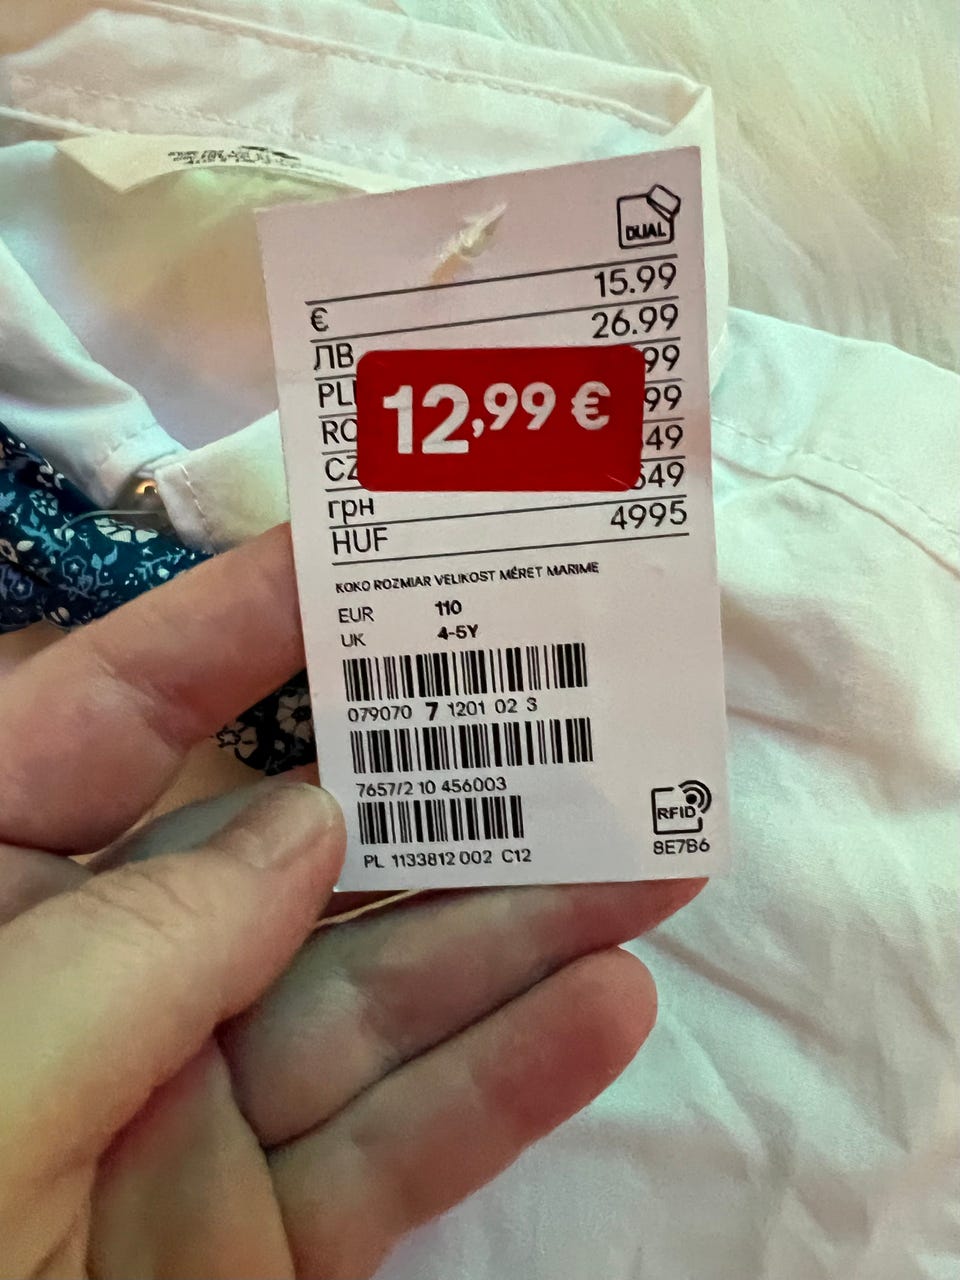 DUAL
€ 15.99
ЛВ 26.99
PL 99
RO 99
CZ 49
12,99 €
грн 549
HUF 4995
KOKO ROZMIAR VELIKOST MÉRET MARIME
EUR 110
UK 4-5Y
079070 7 1201 02 3
7657/2 10 456003
PL 1133812 002 C12
RFID
8E7B6